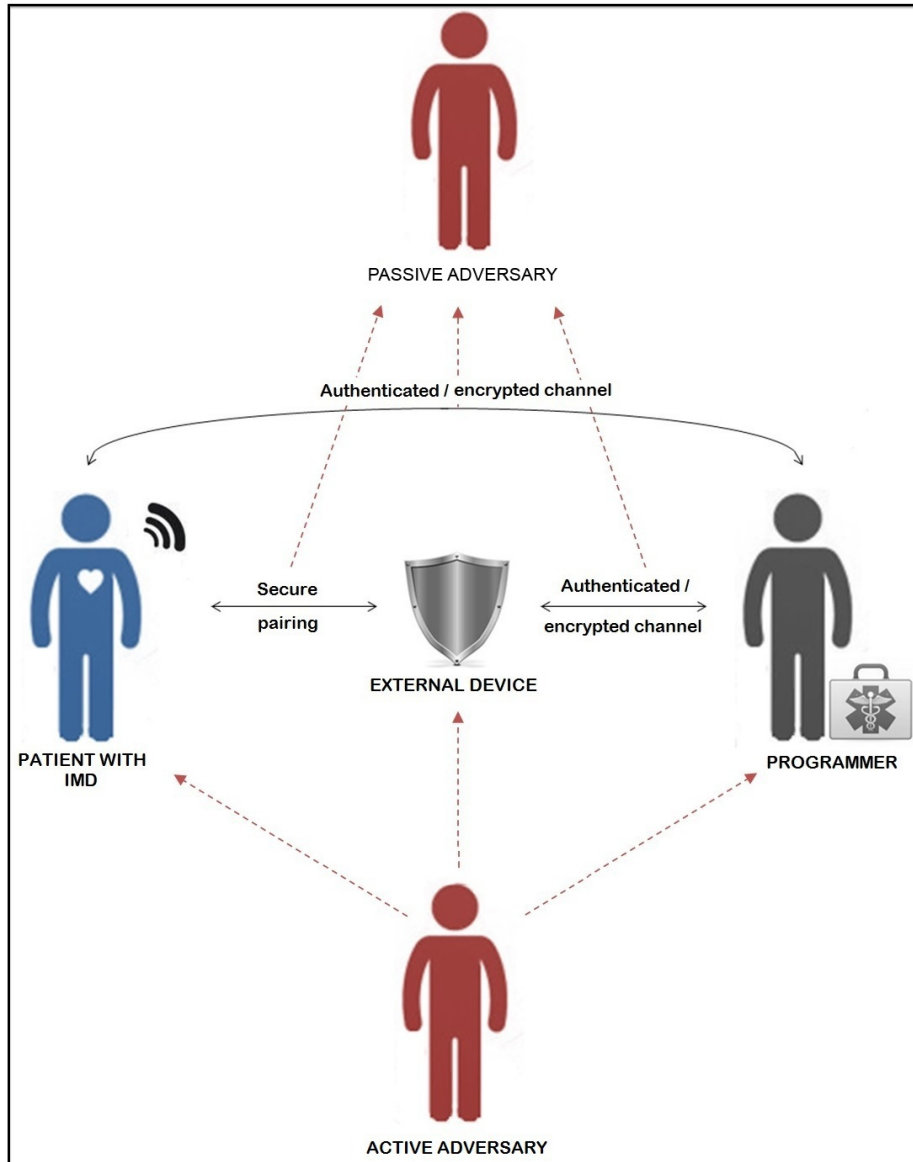 PASSIVE ADVERSARY
Authenticated / encrypted channel
Secure
pairing
Authenticated /
encrypted channel
EXTERNAL DEVICE
PATIENT WITH
IMD
PROGRAMMER
ACTIVE ADVERSARY